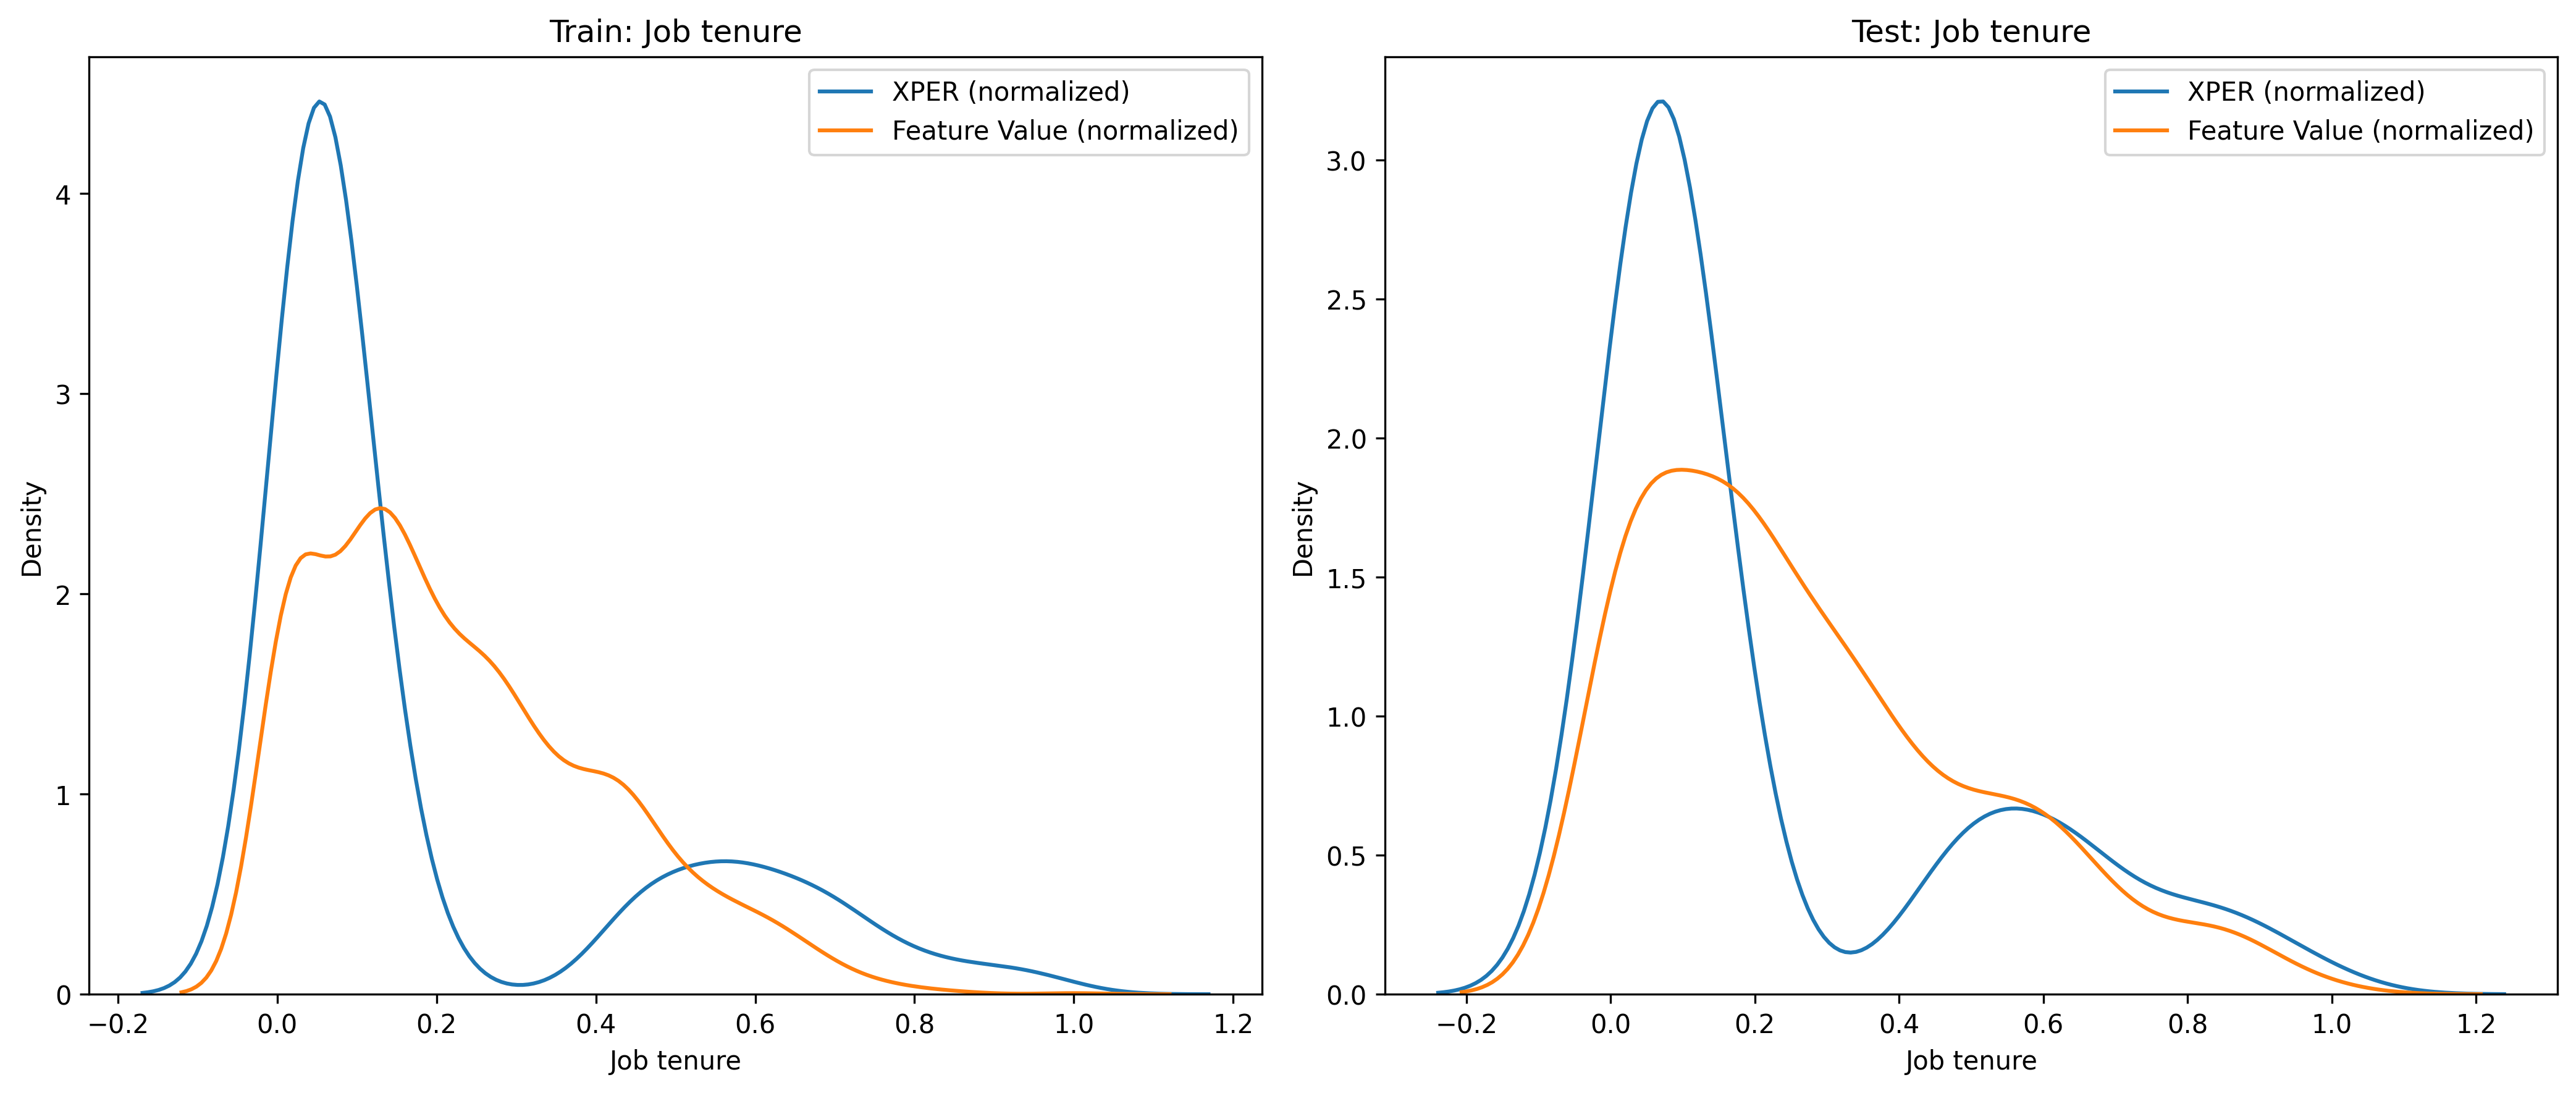 Train: Job tenure
XPER (normalized)
Feature Value (normalized)
Density
4
3
2
1
0
−0.2 0.0 0.2 0.4 0.6 0.8 1.0 1.2
Job tenure
Test: Job tenure
XPER (normalized)
Feature Value (normalized)
Density
3.0
2.5
2.0
1.5
1.0
0.5
0.0
−0.2 0.0 0.2 0.4 0.6 0.8 1.0 1.2
Job tenure